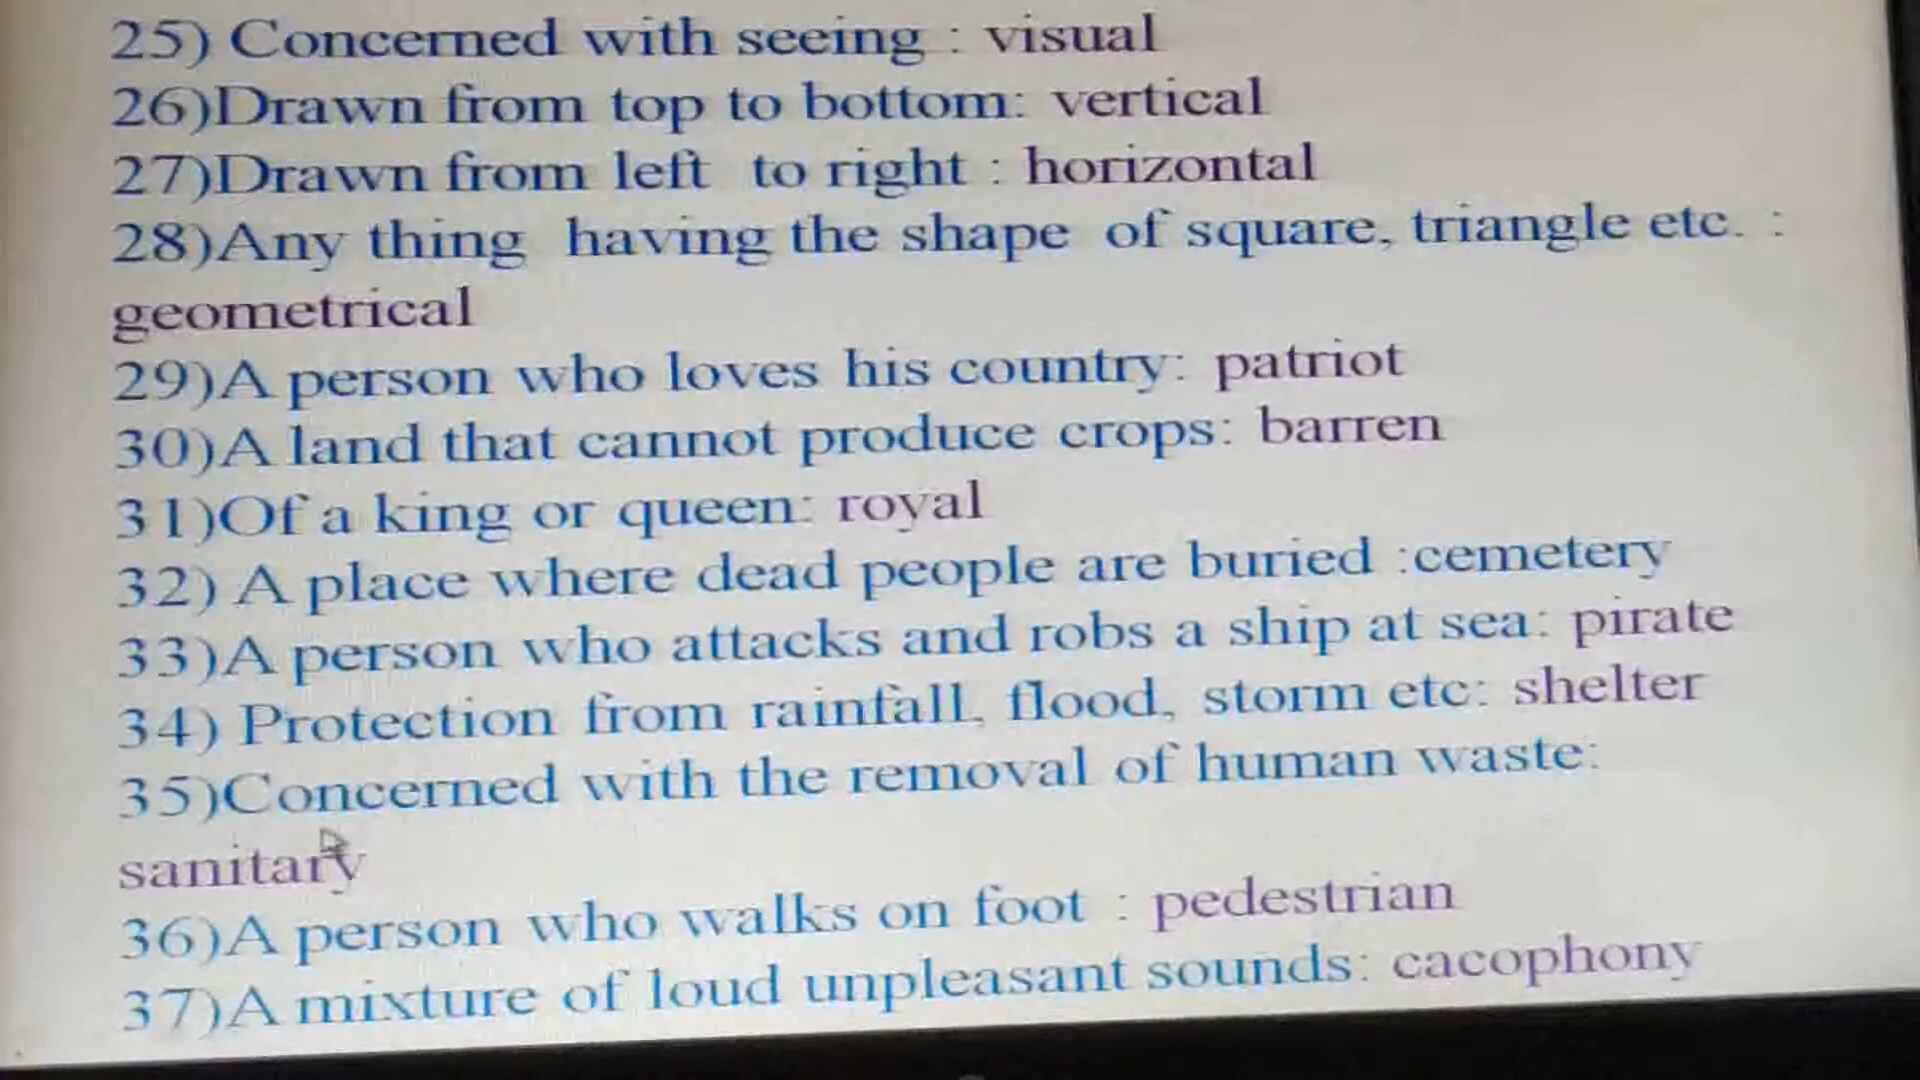 25) Concerned with seeing : visual
26)Drawn from top to bottom: vertical
27)Drawn from left to right : horizontal
28)Any thing having the shape of square, triangle etc. :
geometrical
29)A person who loves his country: patriot
30)A land that cannot produce crops: barren
31)Of a king or queen: royal
32) A place where dead people are buried :cemetery
33)A person who attacks and robs a ship at sea: pirate
34) Protection from rainfall, flood, storm etc: shelter
35)Concerned with the removal of human waste:
sanitary
36)A person who walks on foot : pedestrian
37)A mixture of loud unpleasant sounds: cacophony